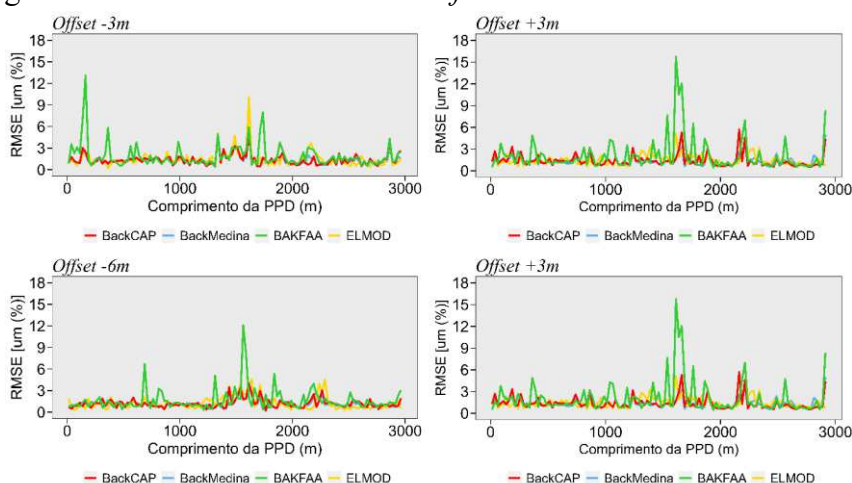 Offset -3m
18
15
12
9
6
3
0
RMSE [um (%)]
0 1000 2000 3000
Comprimento da PPD (m)
BackCAP BackMedina BAKFAA ELMOD
Offset +3m
18
15
12
9
6
3
0
RMSE [um (%)]
0 1000 2000 3000
Comprimento da PPD (m)
BackCAP BackMedina BAKFAA ELMOD
Offset -6m
18
15
12
9
6
3
0
RMSE [um (%)]
0 1000 2000 3000
Comprimento da PPD (m)
BackCAP BackMedina BAKFAA ELMOD
Offset +3m
18
15
12
9
6
3
0
RMSE [um (%)]
0 1000 2000 3000
Comprimento da PPD (m)
BackCAP BackMedina BAKFAA ELMOD